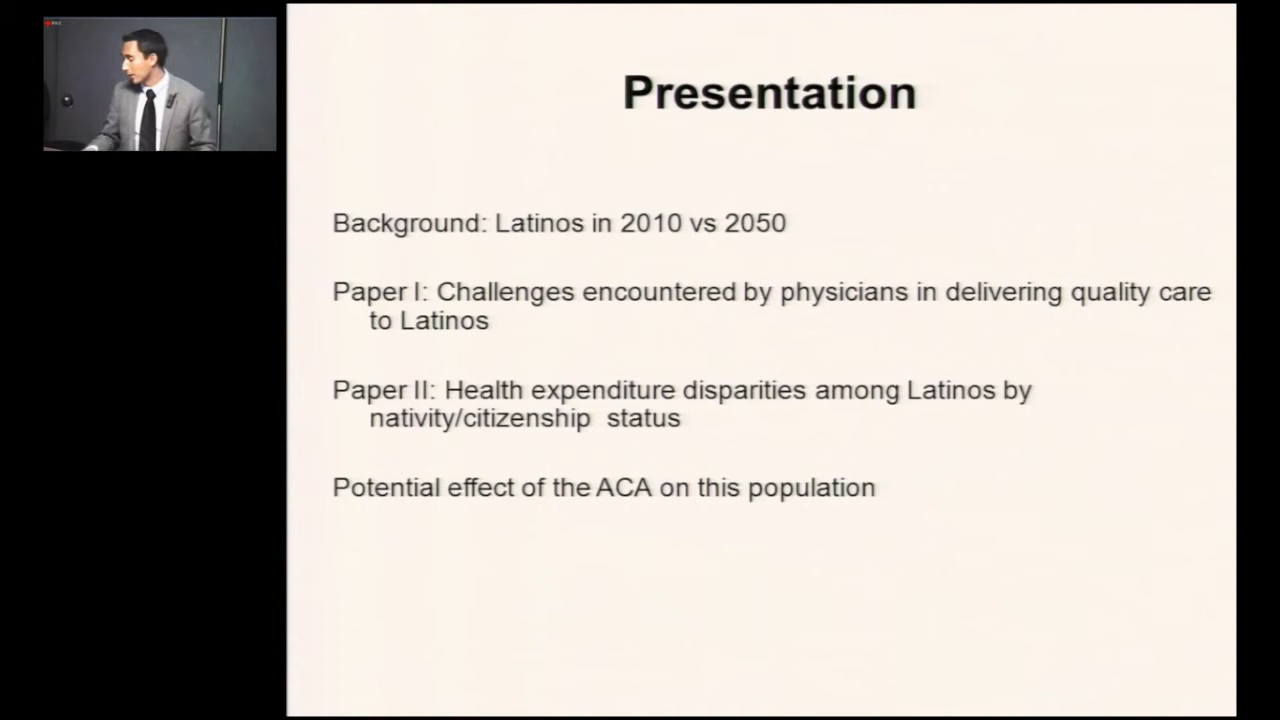 Presentation
Background: Latinos in 2010 vs 2050
Paper I: Challenges encountered by physicians in delivering quality care
to Latinos
Paper II: Health expenditure disparities among Latinos by
nativity/citizenship status
Potential effect of the ACA on this population